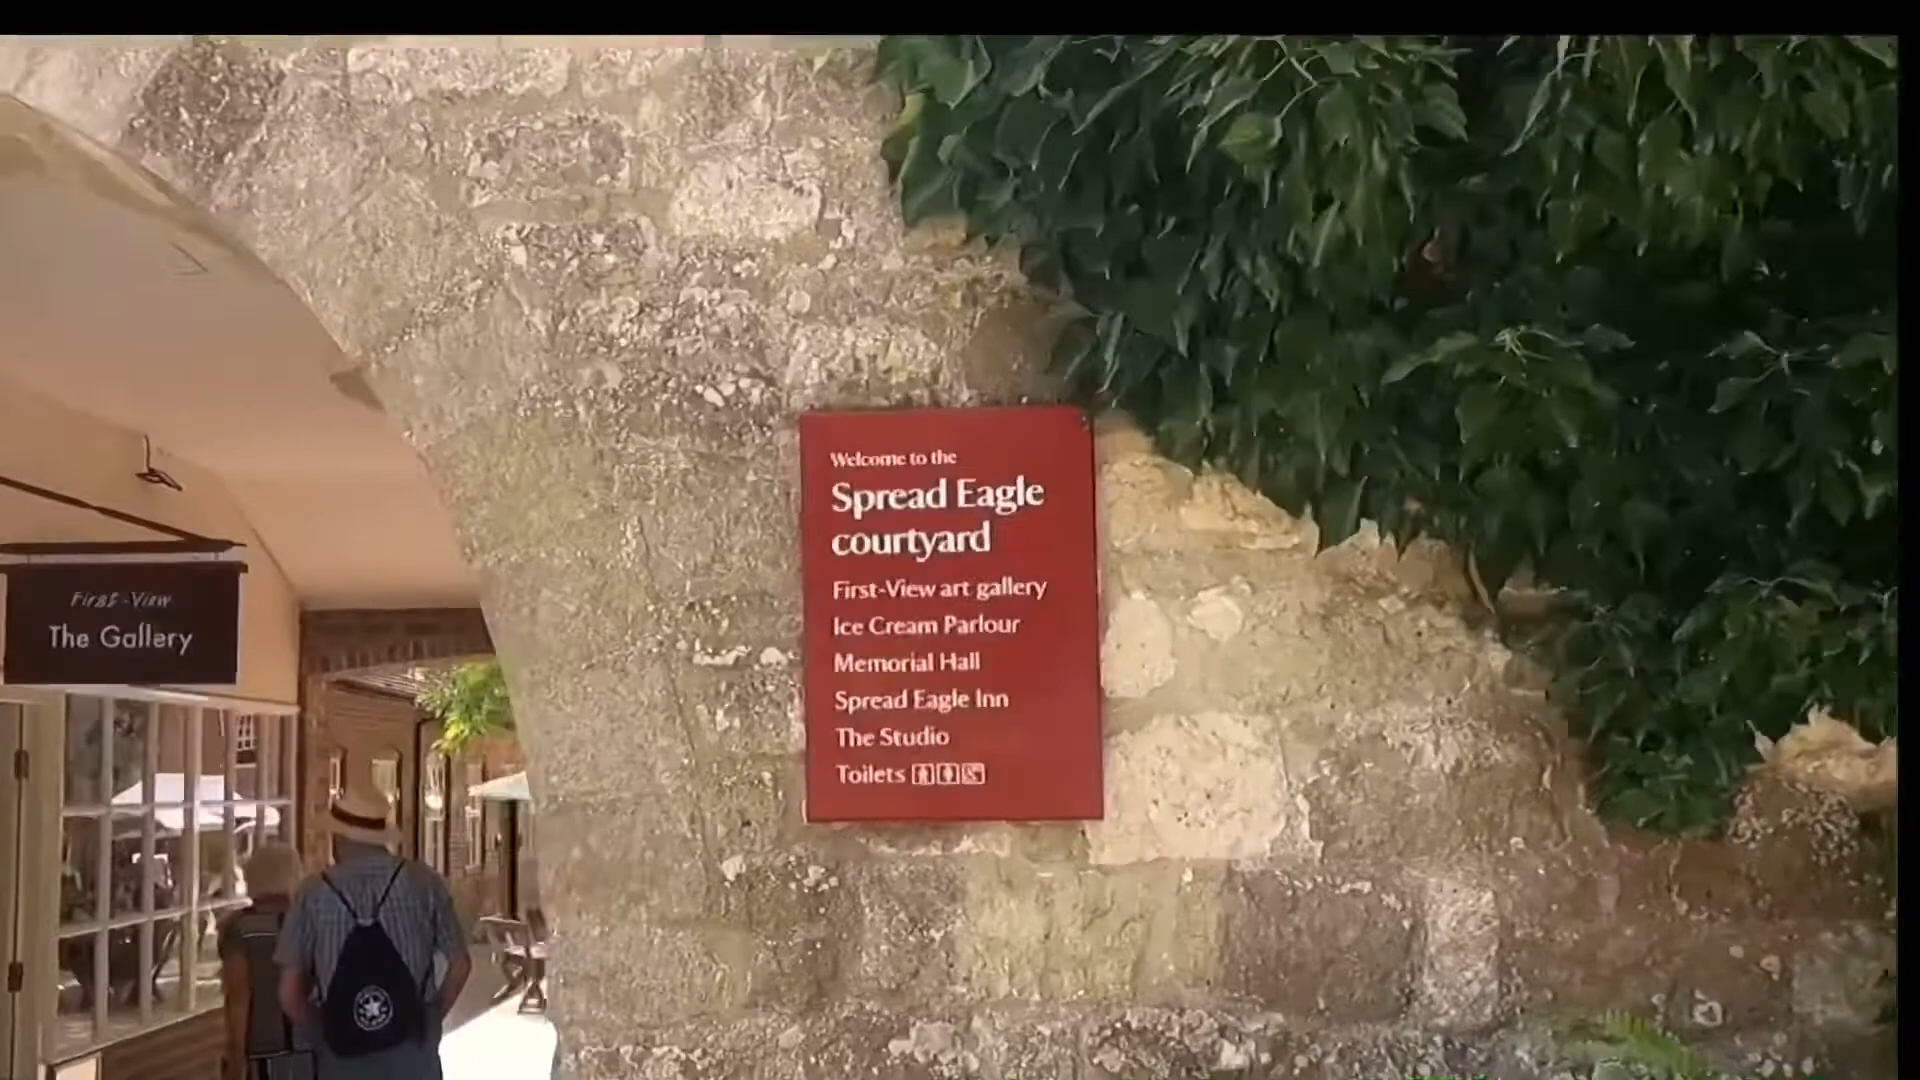 Welcome to the
Spread Eagle
courtyard
First-View art gallery
Ice Cream Parlour
Memorial Hall
Spread Eagle Inn
The Studio
Toilets
First-View
The Gallery